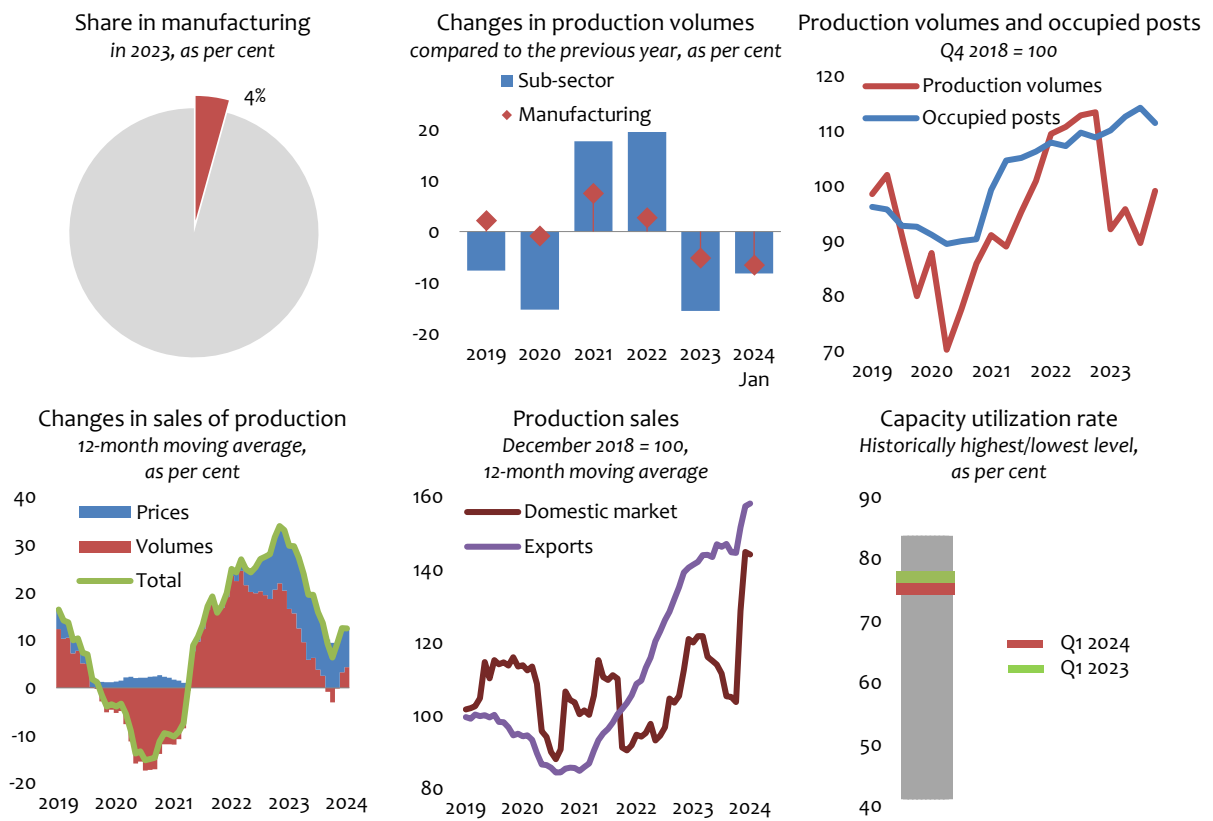 Share in manufacturing
in 2023, as per cent
4%
Changes in production volumes
compared to the previous year, as per cent
Sub-sector
Manufacturing
20
10
0
-10
-20
2019 2020 2021 2022 2023 2024
Jan
Production volumes and occupied posts
Q4 2018 = 100
120
Production volumes
Occupied posts
110
100
90
80
70
2019 2020 2021 2022 2023
Changes in sales of production
12-month moving average,
as per cent
40
Prices
30
Volumes
Total
20
10
0
-10
-20
2019 2020 2021 2022 2023 2024
Production sales
December 2018 = 100,
12-month moving average
160
Domestic market
Exports
140
120
100
80
2019 2020 2021 2022 2023 2024
Capacity utilization rate
Historically highest/lowest level,
as per cent
90
80
70
Q1 2024
Q1 2023
60
50
40